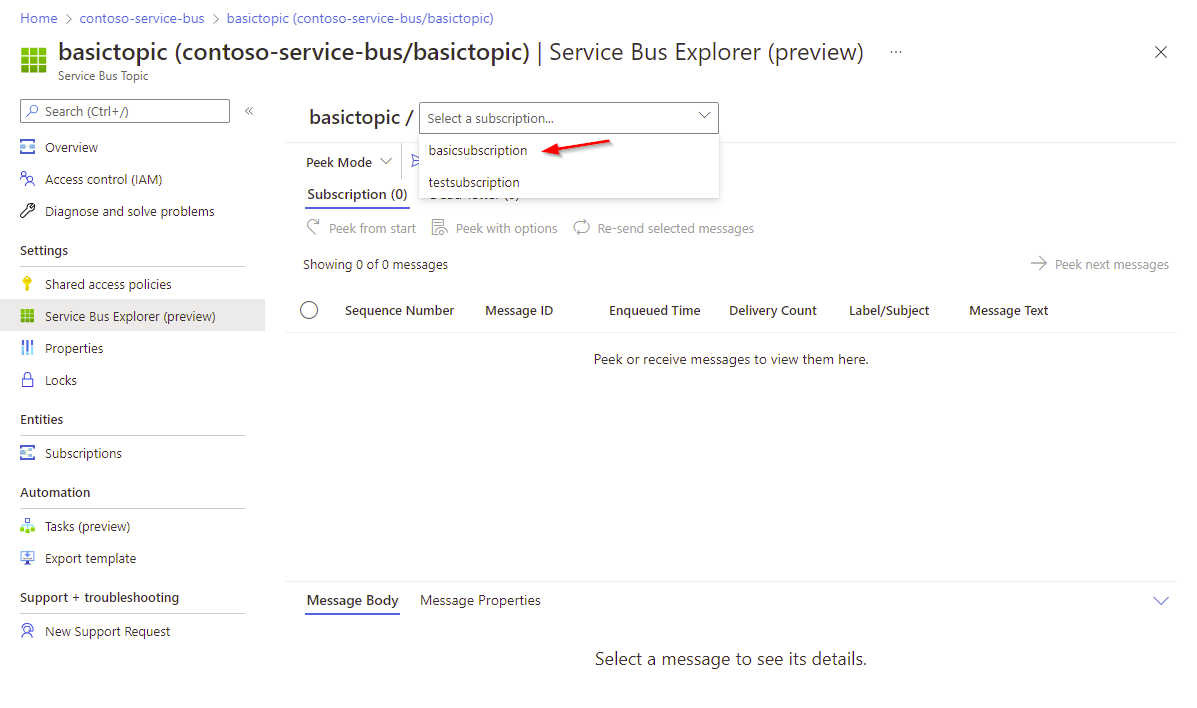 Home > contoso-service-bus > basictopic (contoso-service-bus/basictopic)
basictopic (contoso-service-bus/basictopic) | Service Bus Explorer (preview) ...
Service Bus Topic
Search (Ctrl+/) «
Overview
Access control (IAM)
Diagnose and solve problems
Settings
Shared access policies
Service Bus Explorer (preview)
Properties
Locks
Entities
Subscriptions
Automation
Tasks (preview)
Export template
Support + troubleshooting
New Support Request
basictopic / Select a subscription...
basicsubscription
testsubscription
Peek Mode
Subscription (0)
Peek from start Peek with options Re-send selected messages
Showing 0 of 0 messages Peek next messages
Sequence Number Message ID Enqueued Time Delivery Count Label/Subject Message Text
Peek or receive messages to view them here.
Message Body Message Properties
Select a message to see its details.